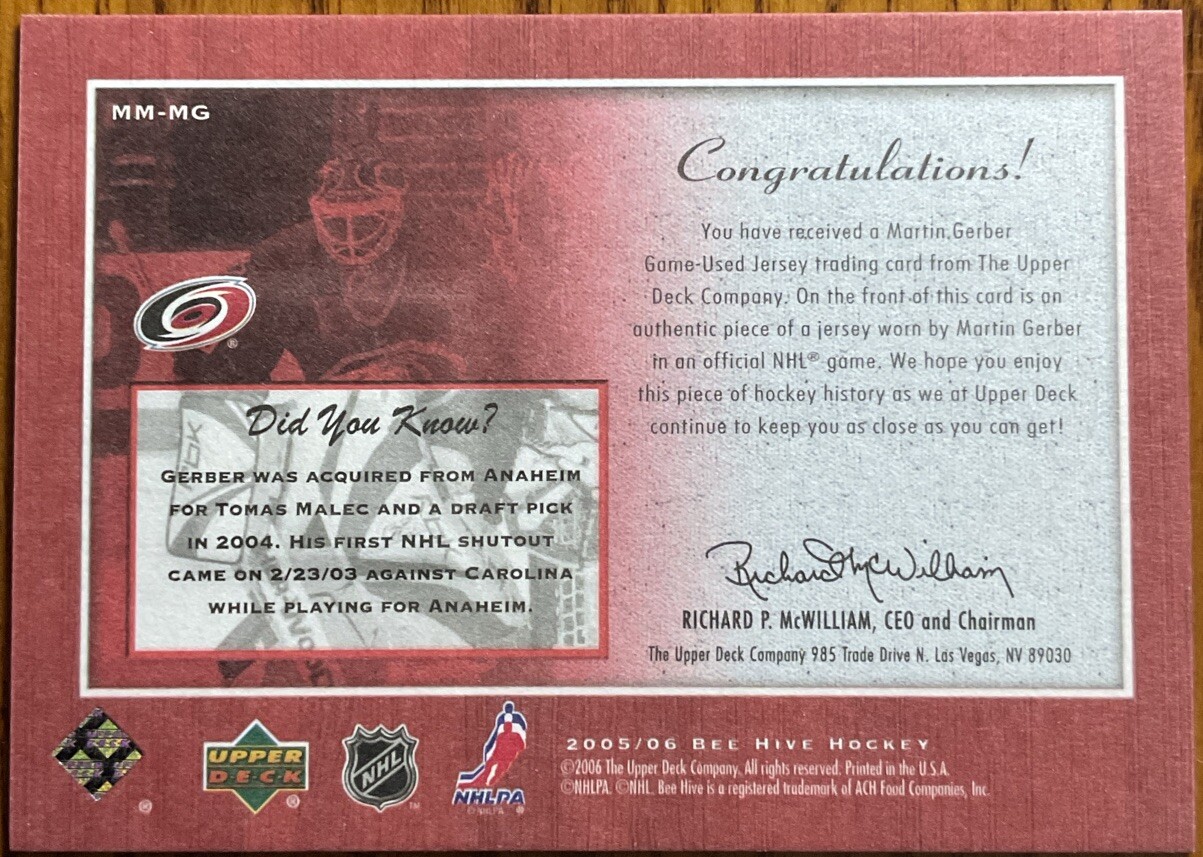 MM-MG
Congratulations!
You have received a Martin Gerber
Game-Used Jersey trading card from The Upper
Deck Company. On the front of this card is an
authentic piece of a jersey worn by Martin Gerber
in an official NHL® game. We hope you enjoy
this piece of hockey history as we at Upper Deck
continue to keep you as close as you can get!
Did You Know?
GERBER WAS ACQUIRED FROM ANAHEIM
FOR TOMAS MALEC AND A DRAFT PICK
IN 2004. HIS FIRST NHL SHUTOUT
CAME ON 2/23/03 AGAINST CAROLINA
WHILE PLAYING FOR ANAHEIM.
Richard McWilliam
RICHARD P. McWILLIAM, CEO and Chairman
The Upper Deck Company 985 Trade Drive N. Las Vegas, NV 89030
UPPER
DECK
®
NHL
™
NHLPA
©NHLPA ®
2005/06 BEE HIVE HOCKEY
©2006 The Upper Deck Company. All rights reserved. Printed in the U.S.A.
©NHLPA. ©NHL. Bee Hive is a registered trademark of ACH Food Companies, Inc.